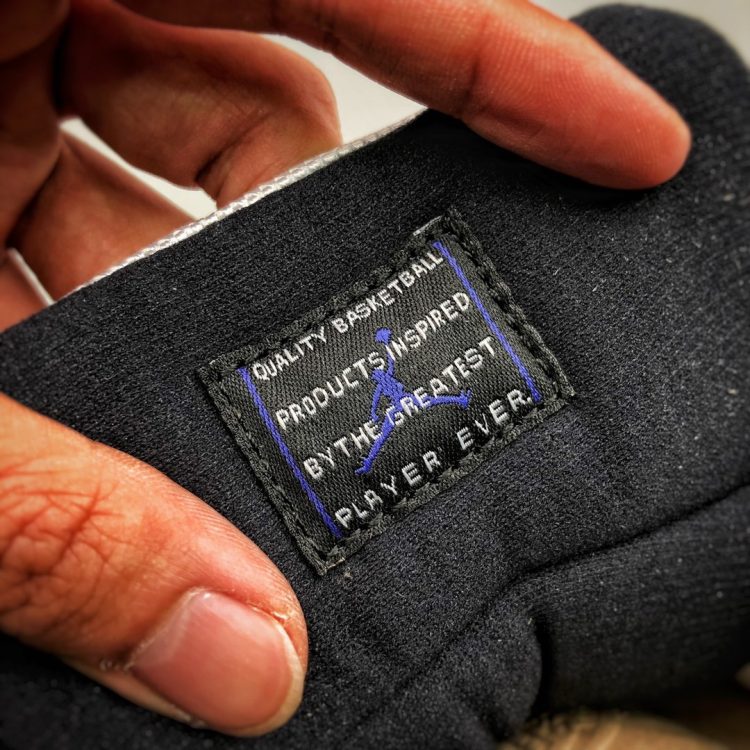 QUALITY BASKETBALL
PRODUCTS INSPIRED
BY THE GREATEST
PLAYER EVER.